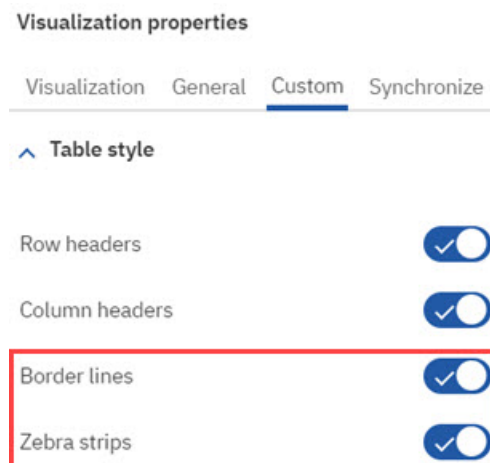 Visualization properties
Visualization General Custom Synchronize
Table style
Row headers
Column headers
Border lines
Zebra strips